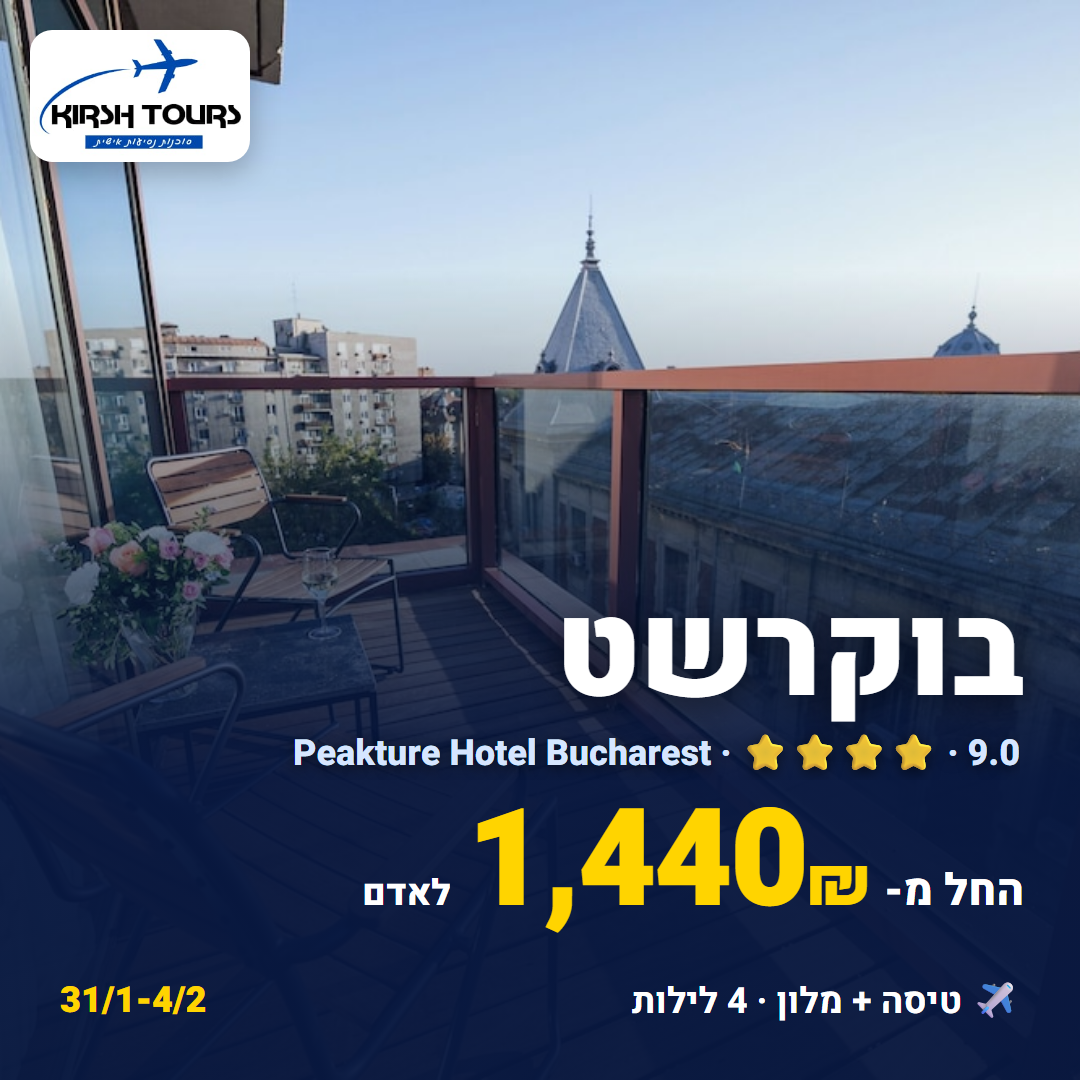 KIRSH TOURS
סוכנות נסיעות אישית
בוקרשט
9.0 · ⭐⭐⭐⭐ · Peakture Hotel Bucharest
החל מ- ₪1,440 לאדם
✈️ טיסה + מלון · 4 לילות
31/1-4/2